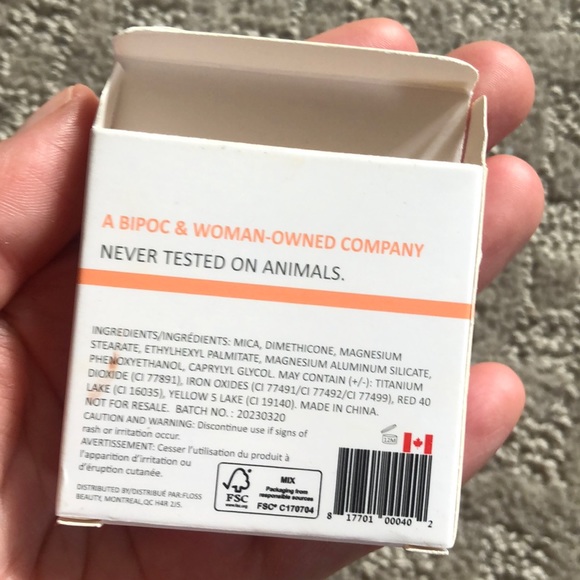 A BIPOC & WOMAN-OWNED COMPANY
NEVER TESTED ON ANIMALS.
INGREDIENTS/INGRÉDIENTS: MICA, DIMETHICONE, MAGNESIUM
STEARATE, ETHYLHEXYL PALMITATE, MAGNESIUM ALUMINUM SILICATE,
PHENOXYETHANOL, CAPRYLYL GLYCOL. MAY CONTAIN (+/-): TITANIUM
DIOXIDE (CI 77891), IRON OXIDES (CI 77491/CI 77492/CI 77499), RED 40
LAKE (CI 16035), YELLOW 5 LAKE (CI 19140). MADE IN CHINA.
NOT FOR RESALE. BATCH NO. : 20230320
CAUTION AND WARNING: Discontinue use if signs of
rash or irritation occur.
AVERTISSEMENT: Cesser l'utilisation du produit à
l'apparition d'irritation ou
d'éruption cutanée.
DISTRIBUTED BY/DISTRIBUÉ PAR:FLOSS
BEAUTY, MONTREAL,QC H4R 2J5.
FSC
www.fsc.org
MIX
Packaging from
responsible sources
FSC® C170704
12M
8 17701 00040 2